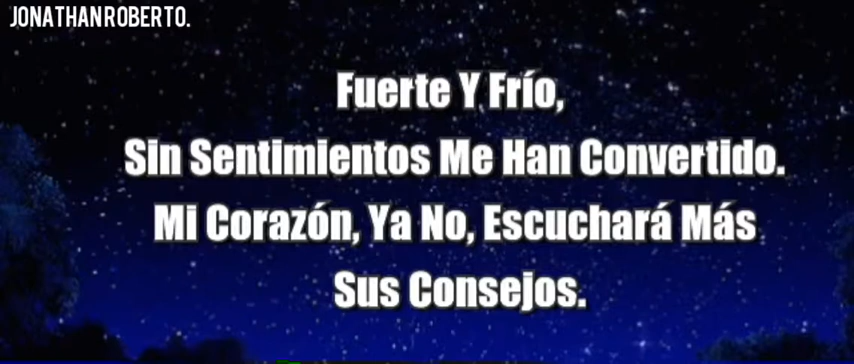 JONATHANROBERTO.
Fuerte Y Frío,
Sin Sentimientos Me Han Convertido.
Mi Corazón, Ya No, Escuchará Más
Sus Consejos.